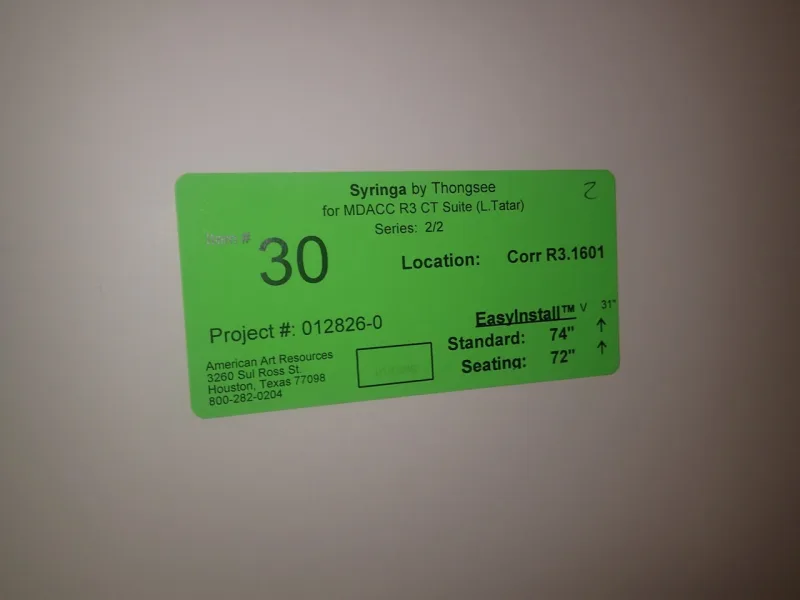 Syringa by Thongsee
2
for MDACC R3 CT Suite (L.Tatar)
Series: 2/2
Item # 30
Location: Corr R3.1601
Project #: 012826-0
EasyInstall™ V 31"
Standard: 74" ↑
Seating: 72" ↑
American Art Resources
3260 Sul Ross St.
Houston, Texas 77098
800-282-0204